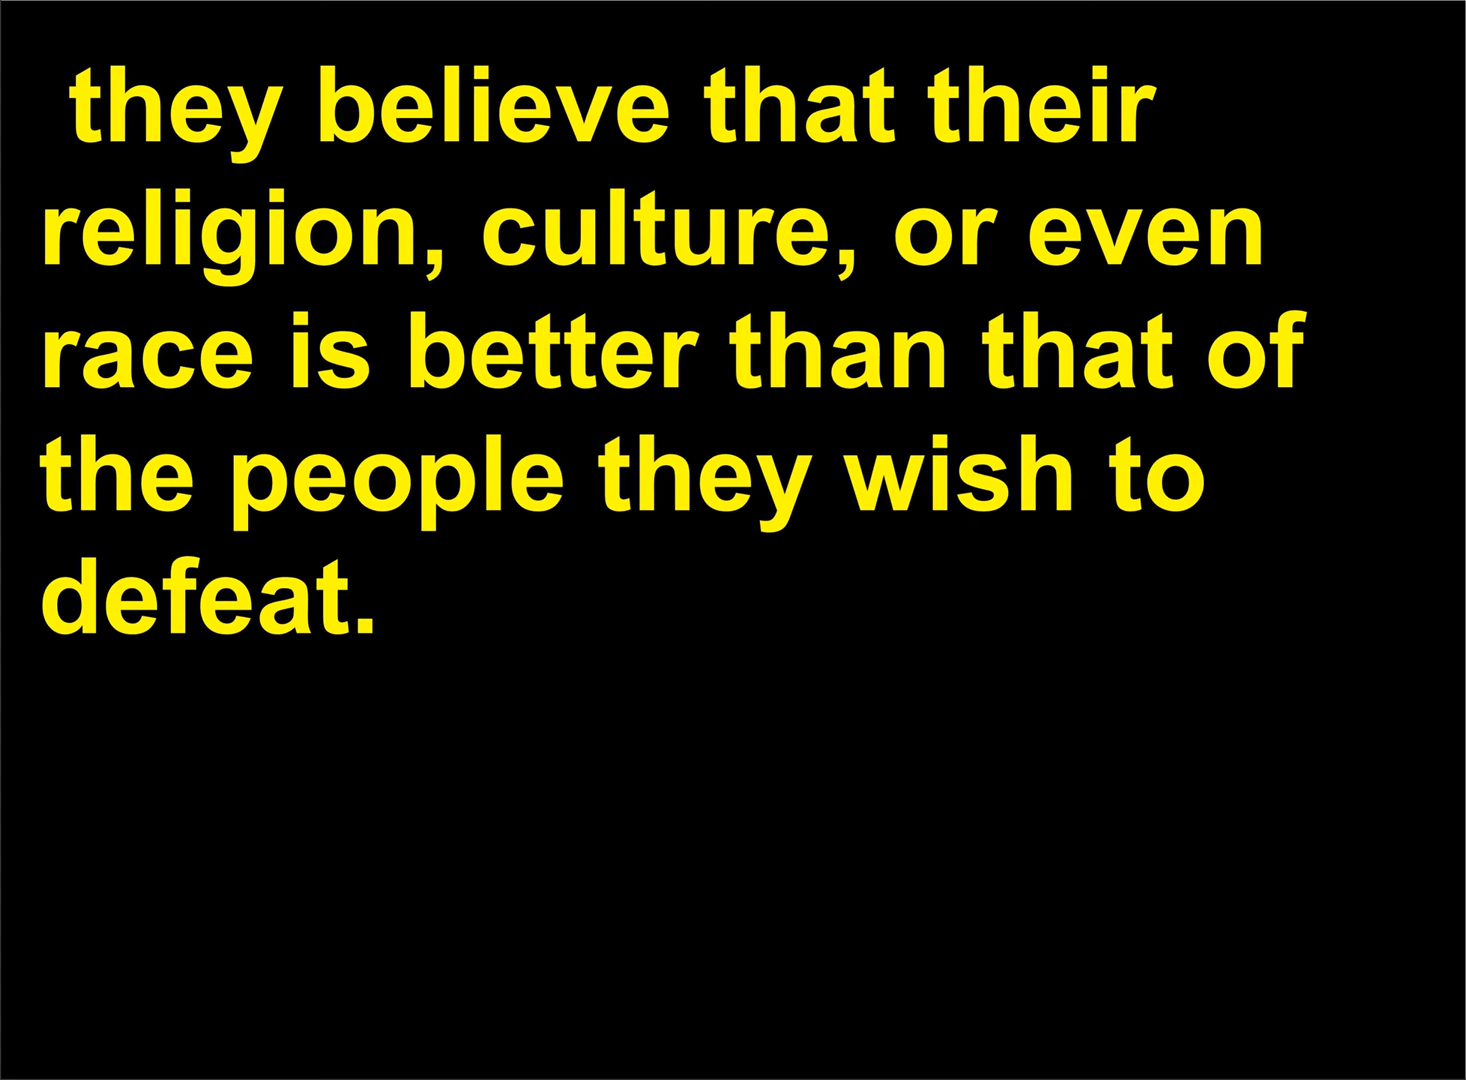 they believe that their
religion, culture, or even
race is better than that of
the people they wish to
defeat.